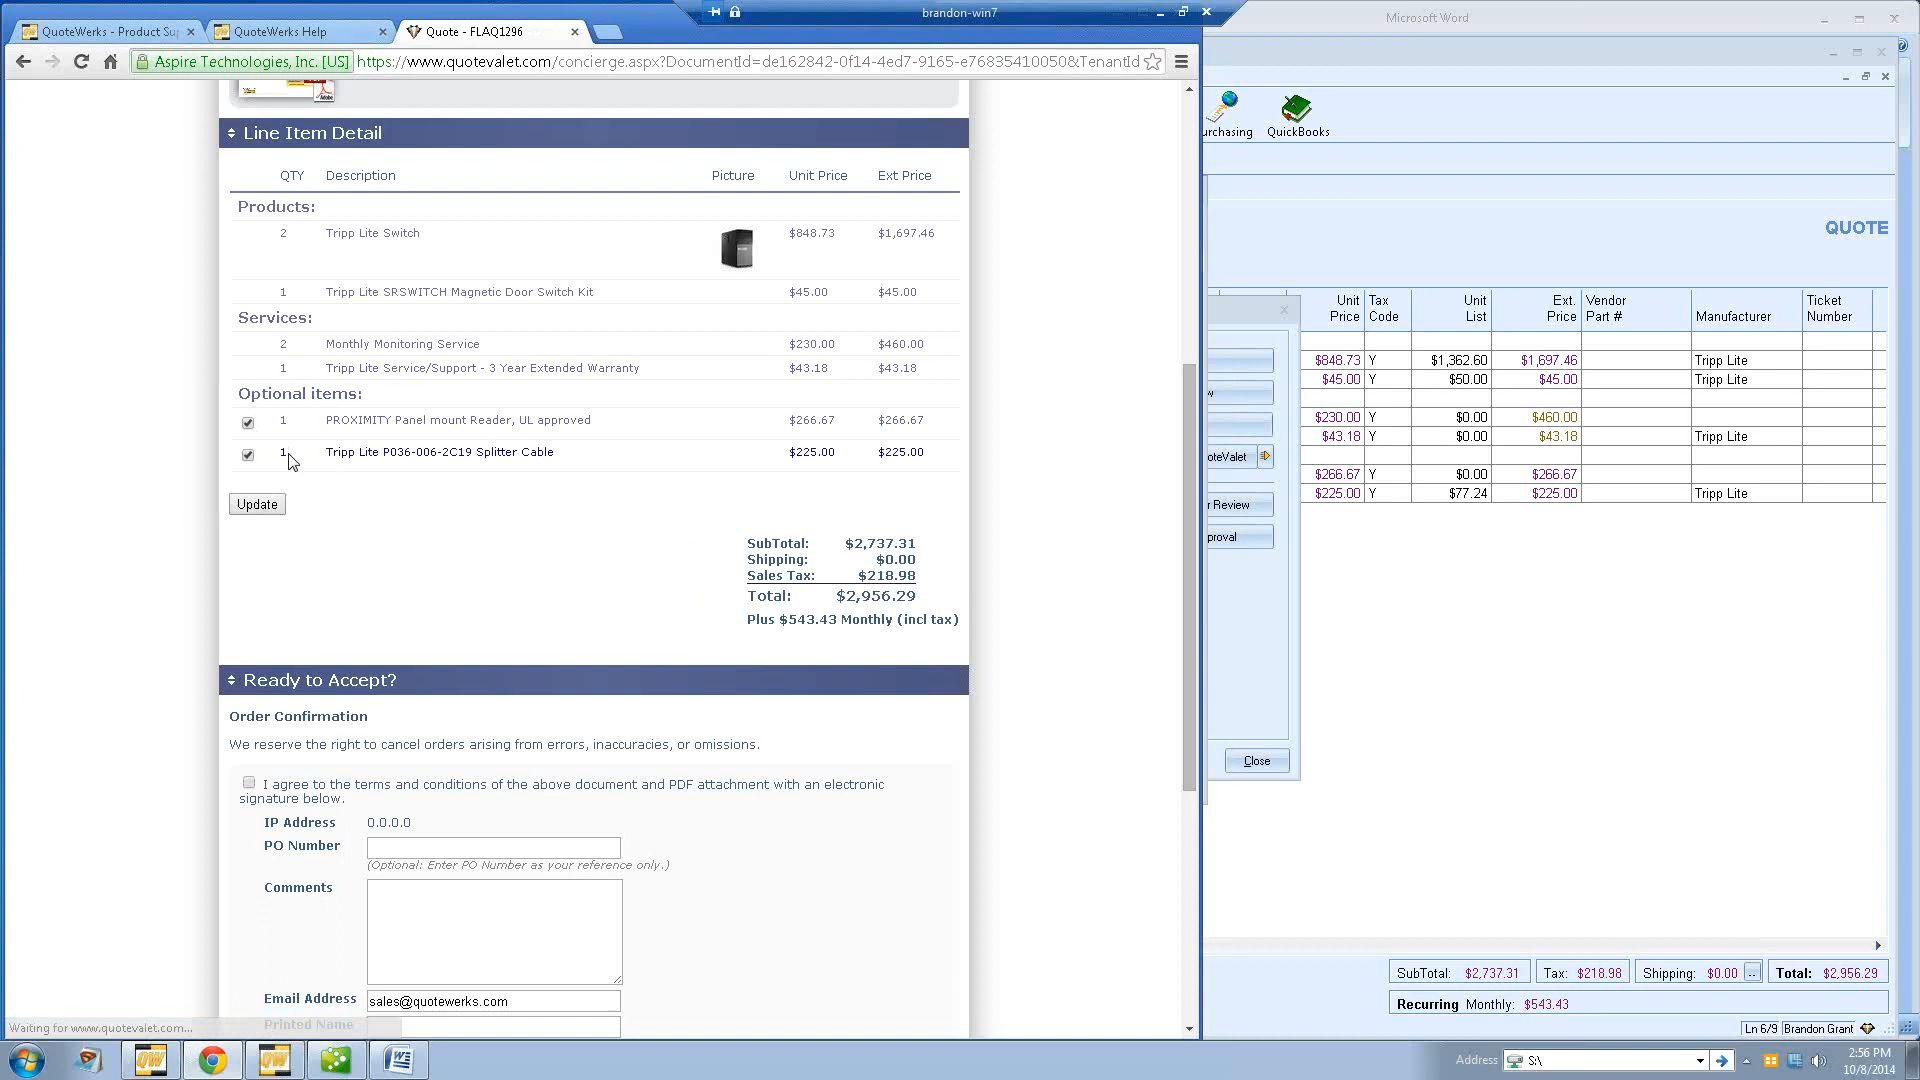 brandon-win7
Microsoft Word
QuoteWerks - Product Su
QuoteWerks Help
Quote - FLAQ1296
Aspire Technologies, Inc. [US]
https://www.quotevalet.com/concierge.aspx?DocumentId=de162842-0f14-4ed7-9165-e76835410050&TenantId
urchasing
QuickBooks
Line Item Detail
QTY Description Picture Unit Price Ext Price
Products:
2 Tripp Lite Switch $848.73 $1,697.46
1 Tripp Lite SRSWITCH Magnetic Door Switch Kit $45.00 $45.00
Services:
2 Monthly Monitoring Service $230.00 $460.00
1 Tripp Lite Service/Support - 3 Year Extended Warranty $43.18 $43.18
Optional items:
1 PROXIMITY Panel mount Reader, UL approved $266.67 $266.67
1 Tripp Lite P036-006-2C19 Splitter Cable $225.00 $225.00
Update
SubTotal: $2,737.31
Shipping: $0.00
Sales Tax: $218.98
Total: $2,956.29
Plus $543.43 Monthly (incl tax)
Ready to Accept?
Order Confirmation
We reserve the right to cancel orders arising from errors, inaccuracies, or omissions.
I agree to the terms and conditions of the above document and PDF attachment with an electronic
signature below.
IP Address 0.0.0.0
PO Number
(Optional: Enter PO Number as your reference only.)
Comments
Email Address sales@quotewerks.com
Printed Name
Waiting for www.quotevalet.com...
QUOTE
Unit Tax Unit Ext. Vendor Ticket
Price Code List Price Part # Manufacturer Number
$848.73 Y $1,362.60 $1,697.46 Tripp Lite
$45.00 Y $50.00 $45.00 Tripp Lite
$230.00 Y $0.00 $460.00
$43.18 Y $0.00 $43.18 Tripp Lite
$266.67 Y $0.00 $266.67
$225.00 Y $77.24 $225.00 Tripp Lite
w
oteValet
r Review
proval
Close
SubTotal: $2,737.31 Tax: $218.98 Shipping: $0.00 ... Total: $2,956.29
Recurring Monthly: $543.43
Ln 6/9 Brandon Grant
QW
QW
Address S:\
2:56 PM
10/8/2014